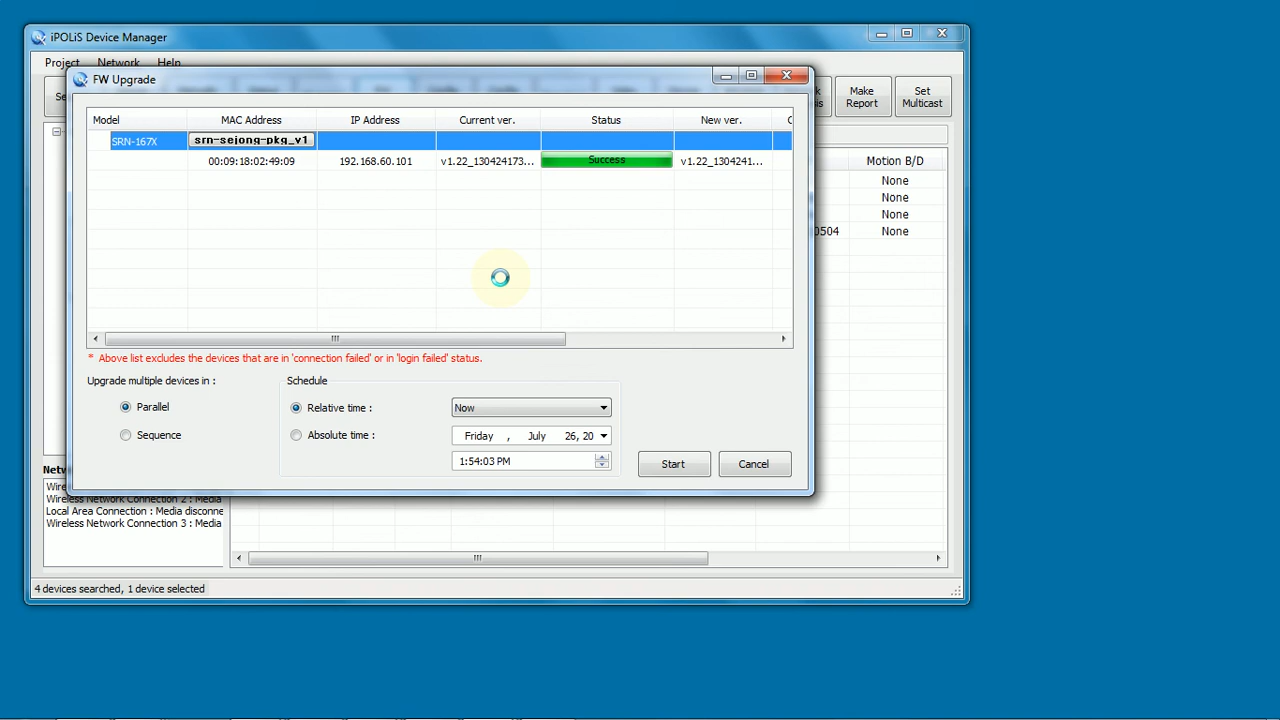 iPOLiS Device Manager
Project Network Help
FW Upgrade
Make Report
Set Multicast
Model MAC Address IP Address Current ver. Status New ver.
SRN-167X srn-sejong-pkg_v1
00:09:18:02:49:09 192.168.60.101 v1.22_130424173... Success v1.22_1304241...
Motion B/D
None
None
None
0504 None
* Above list excludes the devices that are in 'connection failed' or in 'login failed' status.
Upgrade multiple devices in :
Parallel
Sequence
Schedule
Relative time : Now
Absolute time : Friday , July 26, 20
1:54:03 PM
Start Cancel
Wireless Network Connection 2 : Media
Local Area Connection : Media disconne
Wireless Network Connection 3 : Media
4 devices searched, 1 device selected